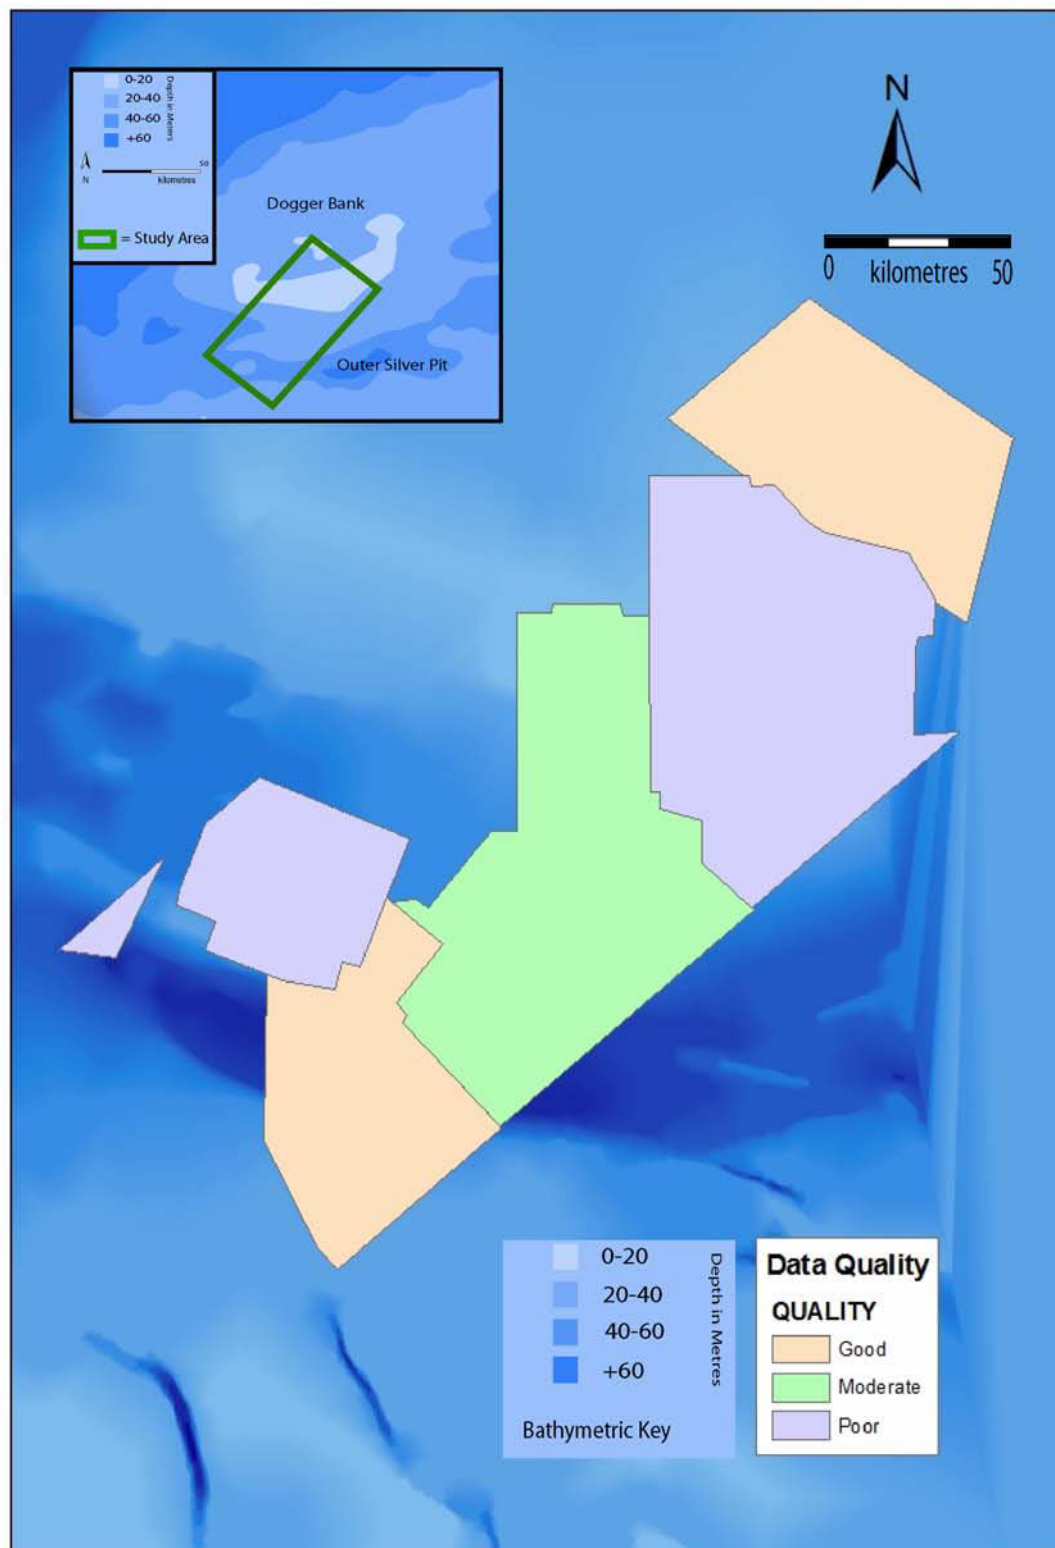 0-20
20-40
40-60
+60
Depth in Meters
N
50
kilometres
= Study Area
Dogger Bank
Outer Silver Pit
N
0 kilometres 50
0-20
20-40
40-60
+60
Depth in Metres
Bathymetric Key
Data Quality
QUALITY
Good
Moderate
Poor